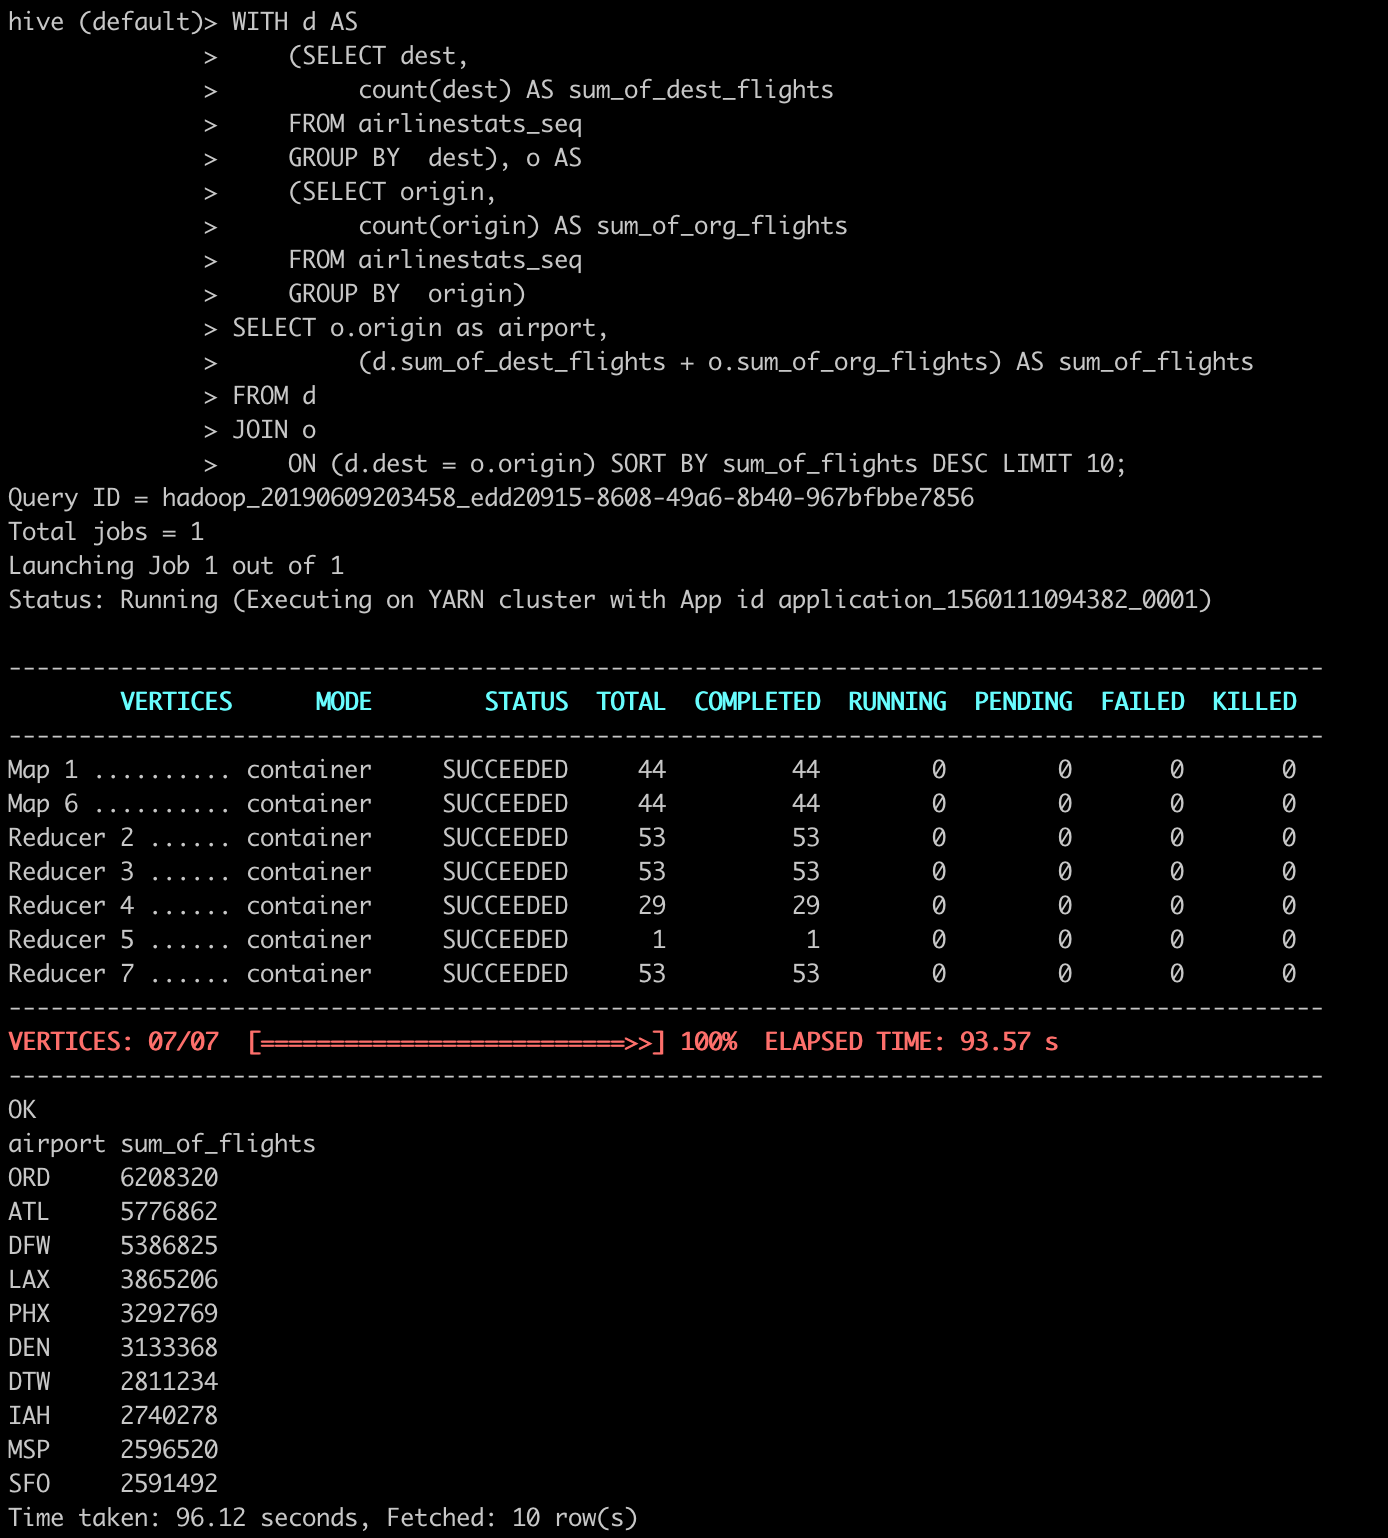 hive (default)> WITH d AS
              >     (SELECT dest,
              >          count(dest) AS sum_of_dest_flights
              >     FROM airlinestats_seq
              >     GROUP BY  dest), o AS
              >     (SELECT origin,
              >          count(origin) AS sum_of_org_flights
              >     FROM airlinestats_seq
              >     GROUP BY  origin)
              > SELECT o.origin as airport,
              >          (d.sum_of_dest_flights + o.sum_of_org_flights) AS sum_of_flights
              > FROM d
              > JOIN o
              >     ON (d.dest = o.origin) SORT BY sum_of_flights DESC LIMIT 10;
Query ID = hadoop_20190609203458_edd20915-8608-49a6-8b40-967bfbbe7856
Total jobs = 1
Launching Job 1 out of 1
Status: Running (Executing on YARN cluster with App id application_1560111094382_0001)

----------------------------------------------------------------------------------------------
        VERTICES      MODE        STATUS  TOTAL  COMPLETED  RUNNING  PENDING  FAILED  KILLED
----------------------------------------------------------------------------------------------
Map 1 .......... container     SUCCEEDED     44         44        0        0       0       0
Map 6 .......... container     SUCCEEDED     44         44        0        0       0       0
Reducer 2 ...... container     SUCCEEDED     53         53        0        0       0       0
Reducer 3 ...... container     SUCCEEDED     53         53        0        0       0       0
Reducer 4 ...... container     SUCCEEDED     29         29        0        0       0       0
Reducer 5 ...... container     SUCCEEDED      1          1        0        0       0       0
Reducer 7 ...... container     SUCCEEDED     53         53        0        0       0       0
----------------------------------------------------------------------------------------------
VERTICES: 07/07  [==========================>>] 100%  ELAPSED TIME: 93.57 s
----------------------------------------------------------------------------------------------
OK
airport sum_of_flights
ORD     6208320
ATL     5776862
DFW     5386825
LAX     3865206
PHX     3292769
DEN     3133368
DTW     2811234
IAH     2740278
MSP     2596520
SFO     2591492
Time taken: 96.12 seconds, Fetched: 10 row(s)